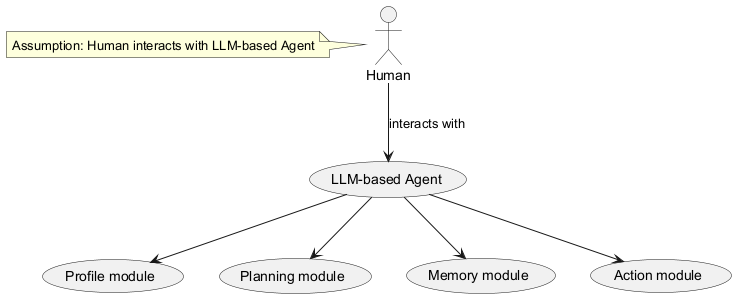 Assumption: Human interacts with LLM-based Agent
Human
interacts with
LLM-based Agent
Profile module
Planning module
Memory module
Action module